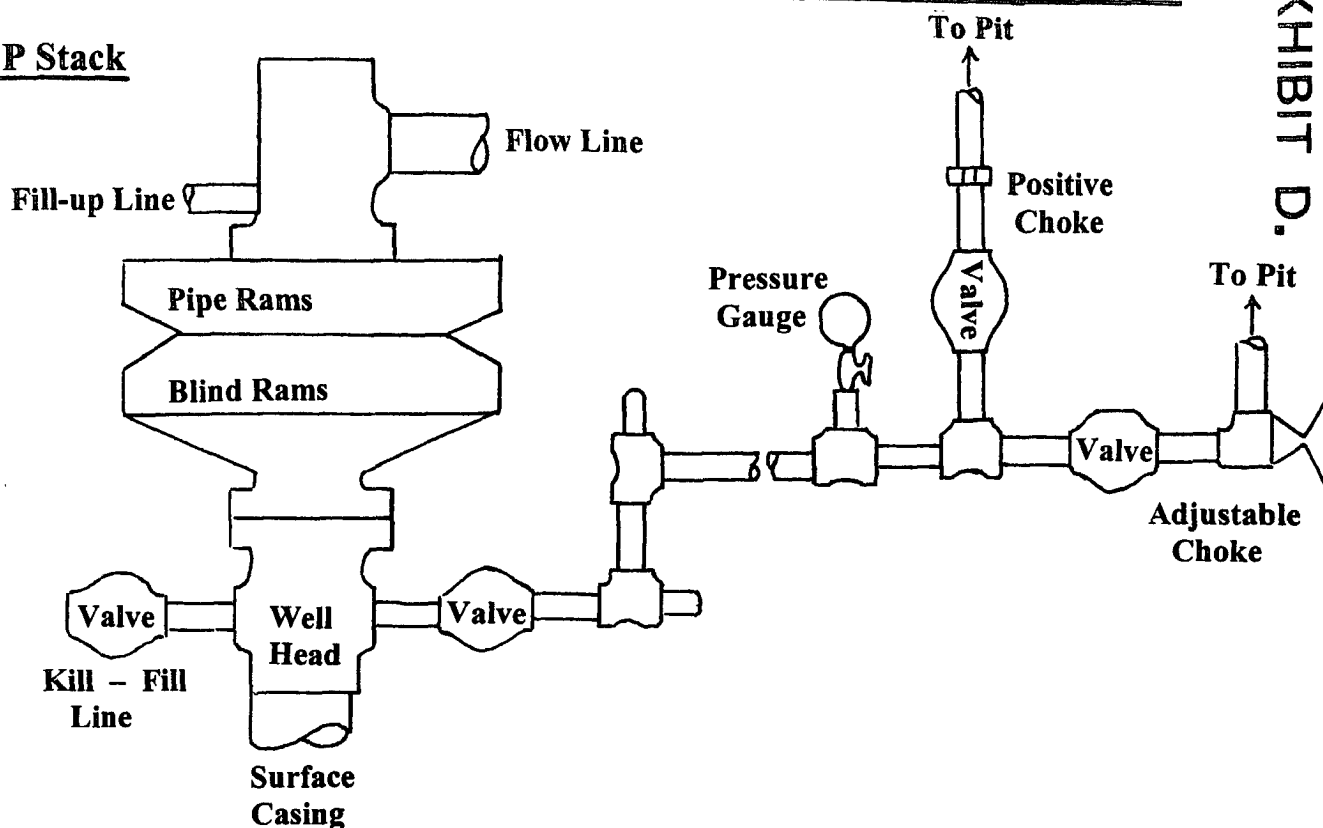 P Stack
To Pit
Flow Line
Fill-up Line
Positive
Choke
Pipe Rams
Pressure
Gauge
Valve
To Pit
Blind Rams
Valve
Adjustable
Choke
Valve
Well
Head
Valve
Kill – Fill
Line
Surface
Casing
XHIBIT D.